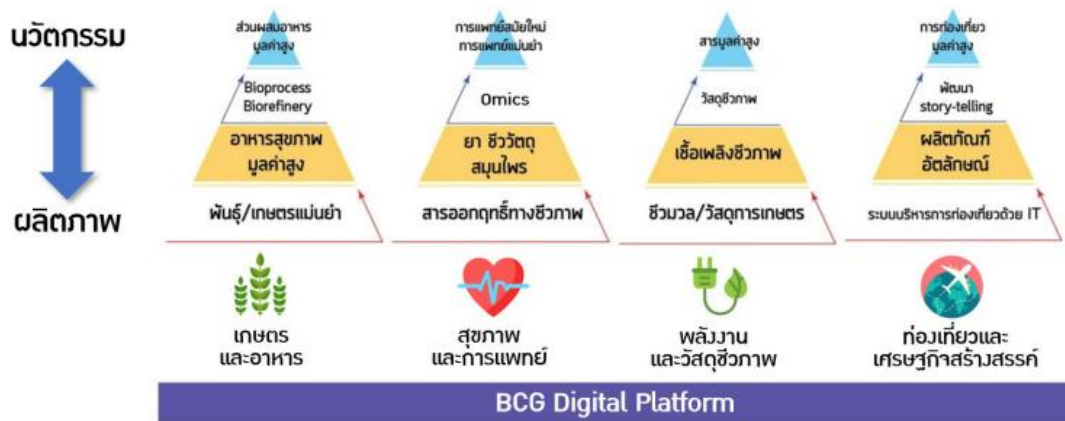 นวัตกรรม
ผลิตภาพ
ส่วนผสมอาหาร
มูลค่าสูง
Bioprocess
Biorefinery
อาหารสุขภาพ
มูลค่าสูง
พันธุ์/เกษตรแม่นยำ
เกษตร
และอาหาร
การแพทย์สมัยใหม่
การแพทย์แม่นยำ
Omics
ยา ชีววัตถุ
สมุนไพร
สารออกฤทธิ์ทางชีวภาพ
สุขภาพ
และการแพทย์
สารมูลค่าสูง
วัสดุชีวภาพ
เชื้อเพลิงชีวภาพ
ชีวมวล/วัสดุการเกษตร
พลังงาน
และวัสดุชีวภาพ
การท่องเที่ยว
มูลค่าสูง
พัฒนา
story-telling
ผลิตภัณฑ์
อัตลักษณ์
ระบบบริหารการท่องเที่ยวด้วย IT
ท่องเที่ยวและ
เศรษฐกิจสร้างสรรค์
BCG Digital Platform